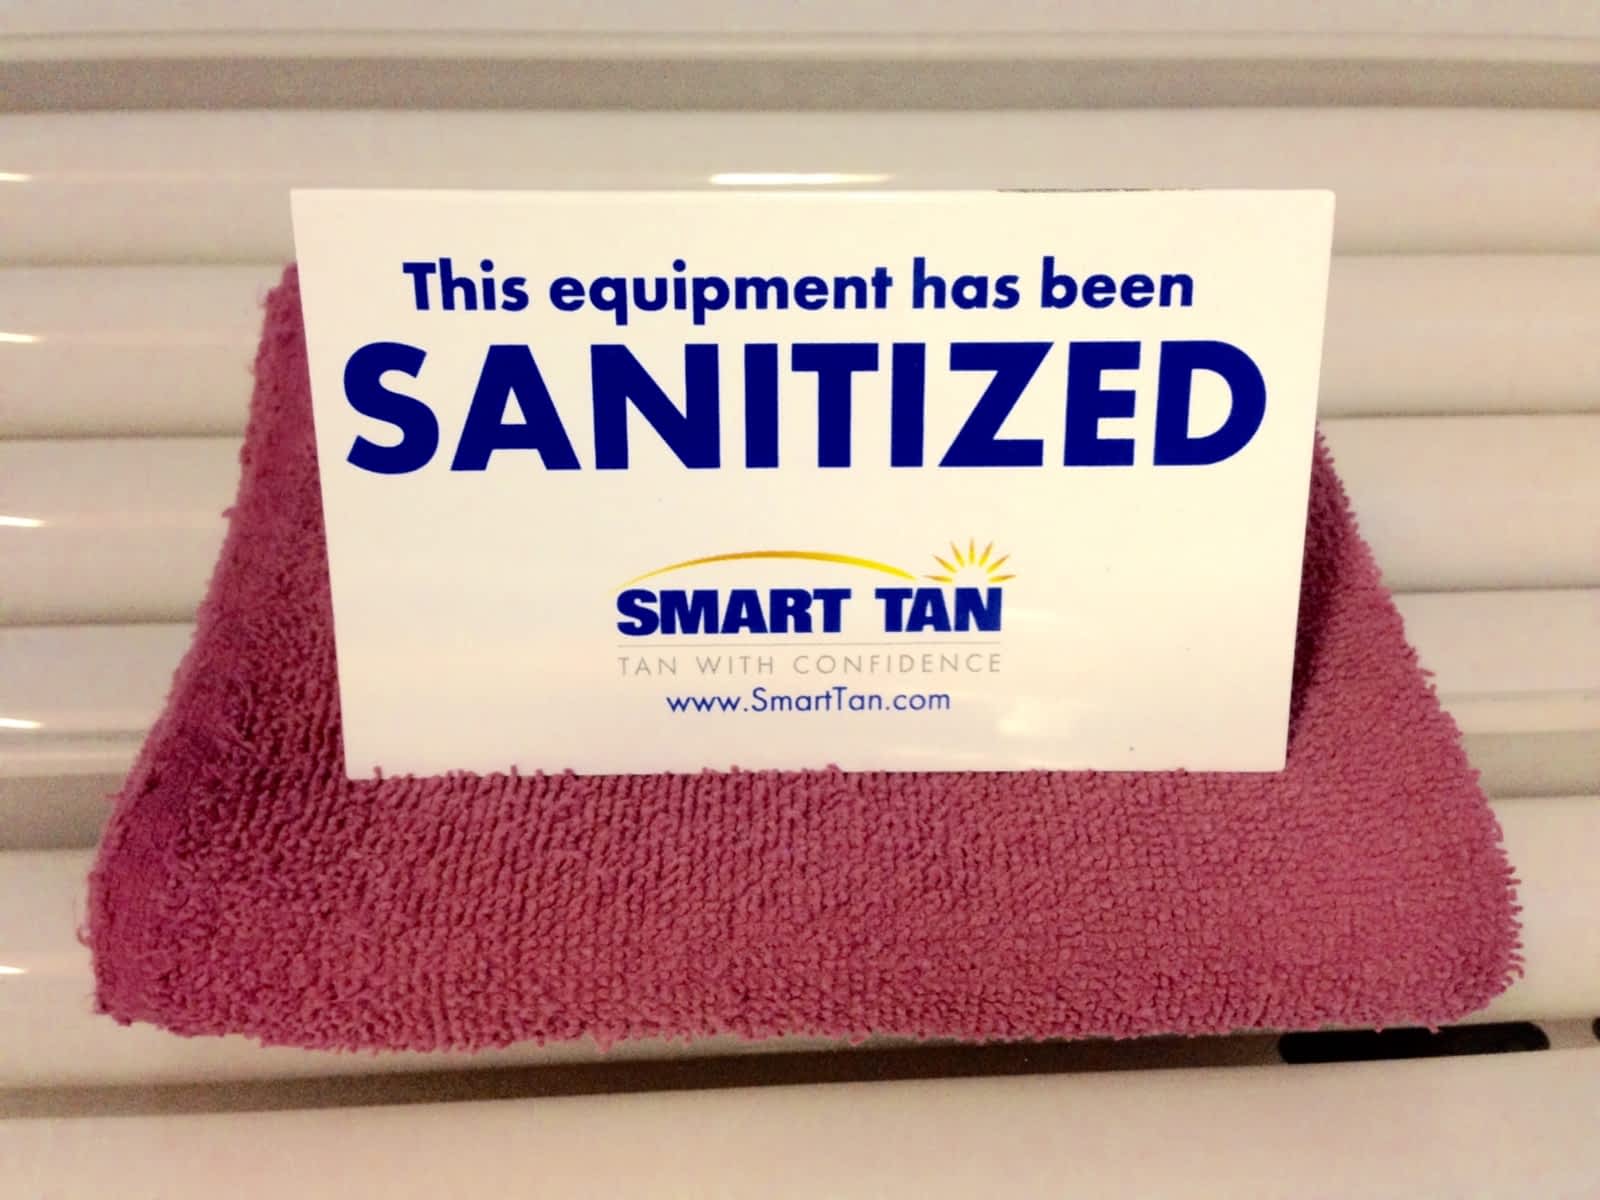 This equipment has been
SANITIZED
SMART TAN
TAN WITH CONFIDENCE
www.SmartTan.com